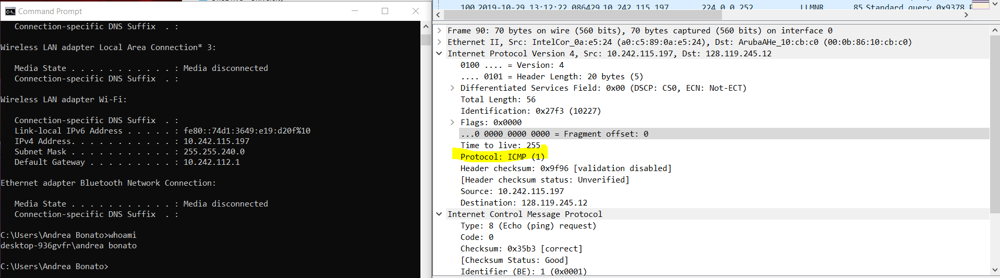 Command Prompt
Connection-specific DNS Suffix  . :
Wireless LAN adapter Local Area Connection* 3:
Media State . . . . . . . . . . . : Media disconnected
Connection-specific DNS Suffix  . :
Wireless LAN adapter Wi-Fi:
Connection-specific DNS Suffix  . :
Link-local IPv6 Address . . . . . : fe80::74d1:3649:e19:d20f%10
IPv4 Address. . . . . . . . . . . : 10.242.115.197
Subnet Mask . . . . . . . . . . . : 255.255.240.0
Default Gateway . . . . . . . . . : 10.242.112.1
Ethernet adapter Bluetooth Network Connection:
Media State . . . . . . . . . . . : Media disconnected
Connection-specific DNS Suffix  . :
C:\Users\Andrea Bonato>whoami
desktop-936gvfr\andrea bonato
C:\Users\Andrea Bonato>
100 2019-10-29 13:12:22.086429 10.242.115.197 224.0.0.252 LLMNR 85 Standard query 0x9378
Frame 90: 70 bytes on wire (560 bits), 70 bytes captured (560 bits) on interface 0
Ethernet II, Src: IntelCor_0a:e5:24 (a0:c5:89:0a:e5:24), Dst: ArubaAHe_10:cb:c0 (00:0b:86:10:cb:c0)
Internet Protocol Version 4, Src: 10.242.115.197, Dst: 128.119.245.12
0100 .... = Version: 4
.... 0101 = Header Length: 20 bytes (5)
Differentiated Services Field: 0x00 (DSCP: CS0, ECN: Not-ECT)
Total Length: 56
Identification: 0x27f3 (10227)
Flags: 0x0000
...0 0000 0000 0000 = Fragment offset: 0
Time to live: 255
Protocol: ICMP (1)
Header checksum: 0x9f96 [validation disabled]
[Header checksum status: Unverified]
Source: 10.242.115.197
Destination: 128.119.245.12
Internet Control Message Protocol
Type: 8 (Echo (ping) request)
Code: 0
Checksum: 0x35b3 [correct]
[Checksum Status: Good]
Identifier (BE): 1 (0x0001)